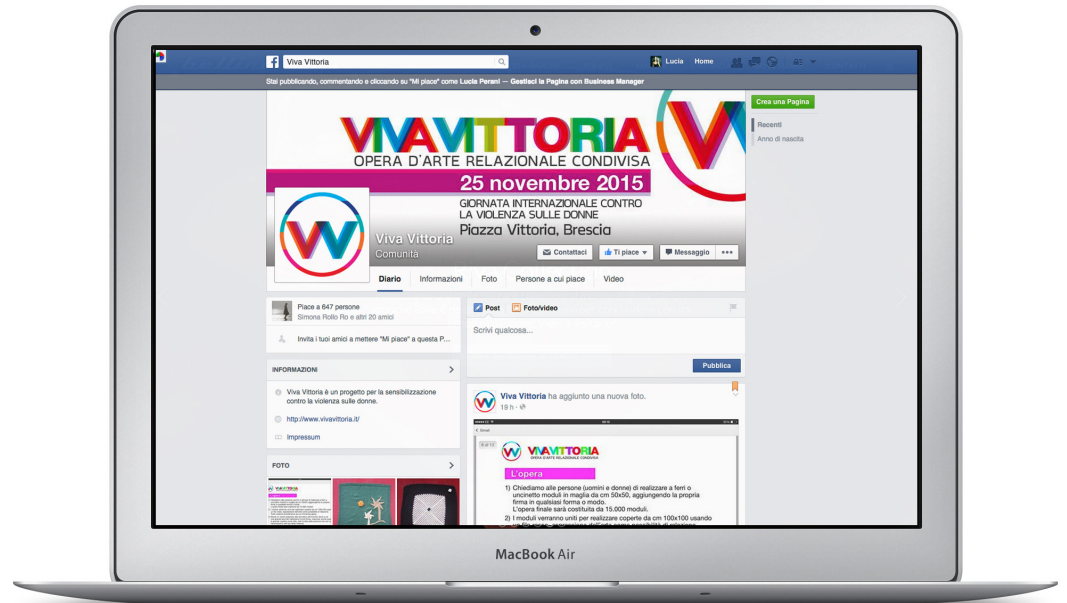 Viva Vittoria
Lucia Home
Stai pubblicando, commentando e cliccando su "Mi piace" come Lucia Perani — Gestisci la Pagina con Business Manager
Crea una Pagina
Recenti
Anno di nascita
VIVAVITTORIA
OPERA D'ARTE RELAZIONALE CONDIVISA
25 novembre 2015
GIORNATA INTERNAZIONALE CONTRO
LA VIOLENZA SULLE DONNE
Piazza Vittoria, Brescia
Viva Vittoria
Comunità
Contattaci Ti piace Messaggio
Diario Informazioni Foto Persone a cui piace Video
Piace a 647 persone
Simona Rollo Ro e altri 20 amici
Invita i tuoi amici a mettere "Mi piace" a questa P...
INFORMAZIONI
Viva Vittoria è un progetto per la sensibilizzazione
contro la violenza sulle donne.
http://www.vivavittoria.it/
Impressum
FOTO
Post Foto/video
Scrivi qualcosa...
Pubblica
Viva Vittoria ha aggiunto una nuova foto.
19 h
VIVAVITTORIA
OPERA D'ARTE RELAZIONALE CONDIVISA
L'opera
1) Chiediamo alle persone (uomini e donne) di realizzare a ferri o
uncinetto moduli in maglia da cm 50x50, aggiungendo la propria
firma in qualsiasi forma o modo.
L'opera finale sarà costituita da 15.000 moduli.
2) I moduli verranno uniti per realizzare coperte da cm 100x100 usando
MacBook Air